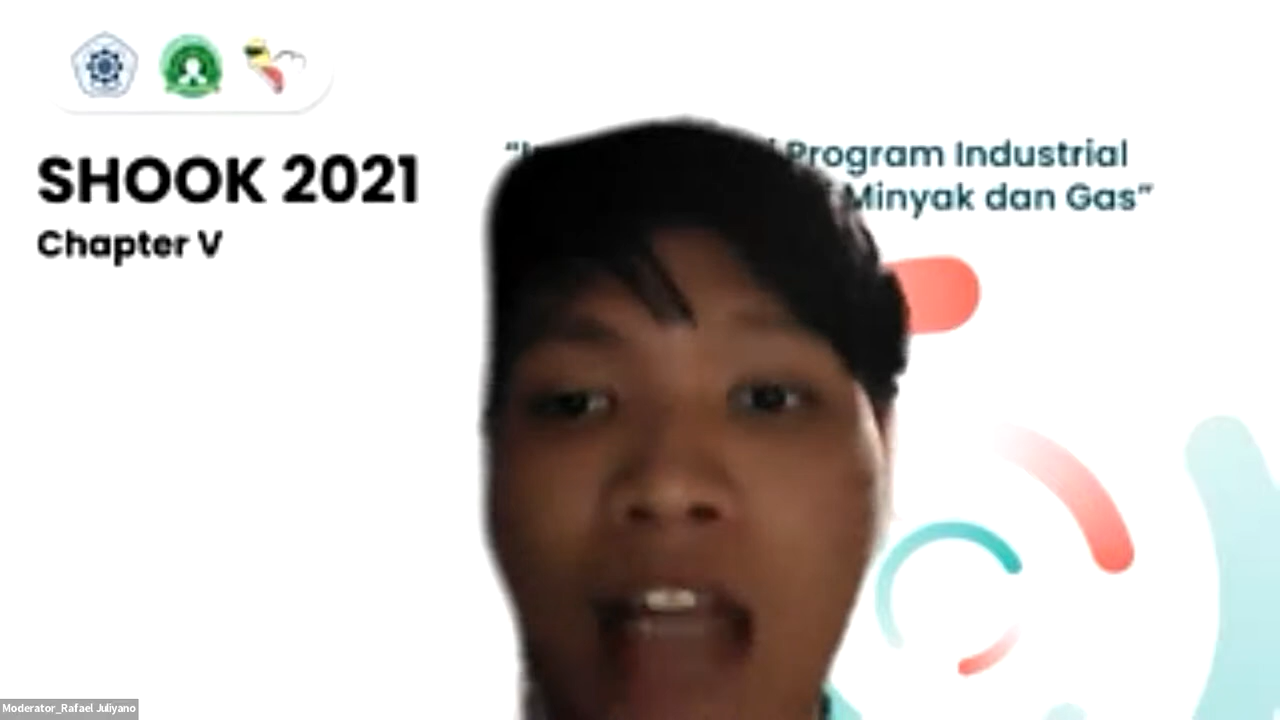 SHOOK 2021
Chapter V
Program Industrial
Minyak dan Gas”
Moderator_Rafael Juliyano